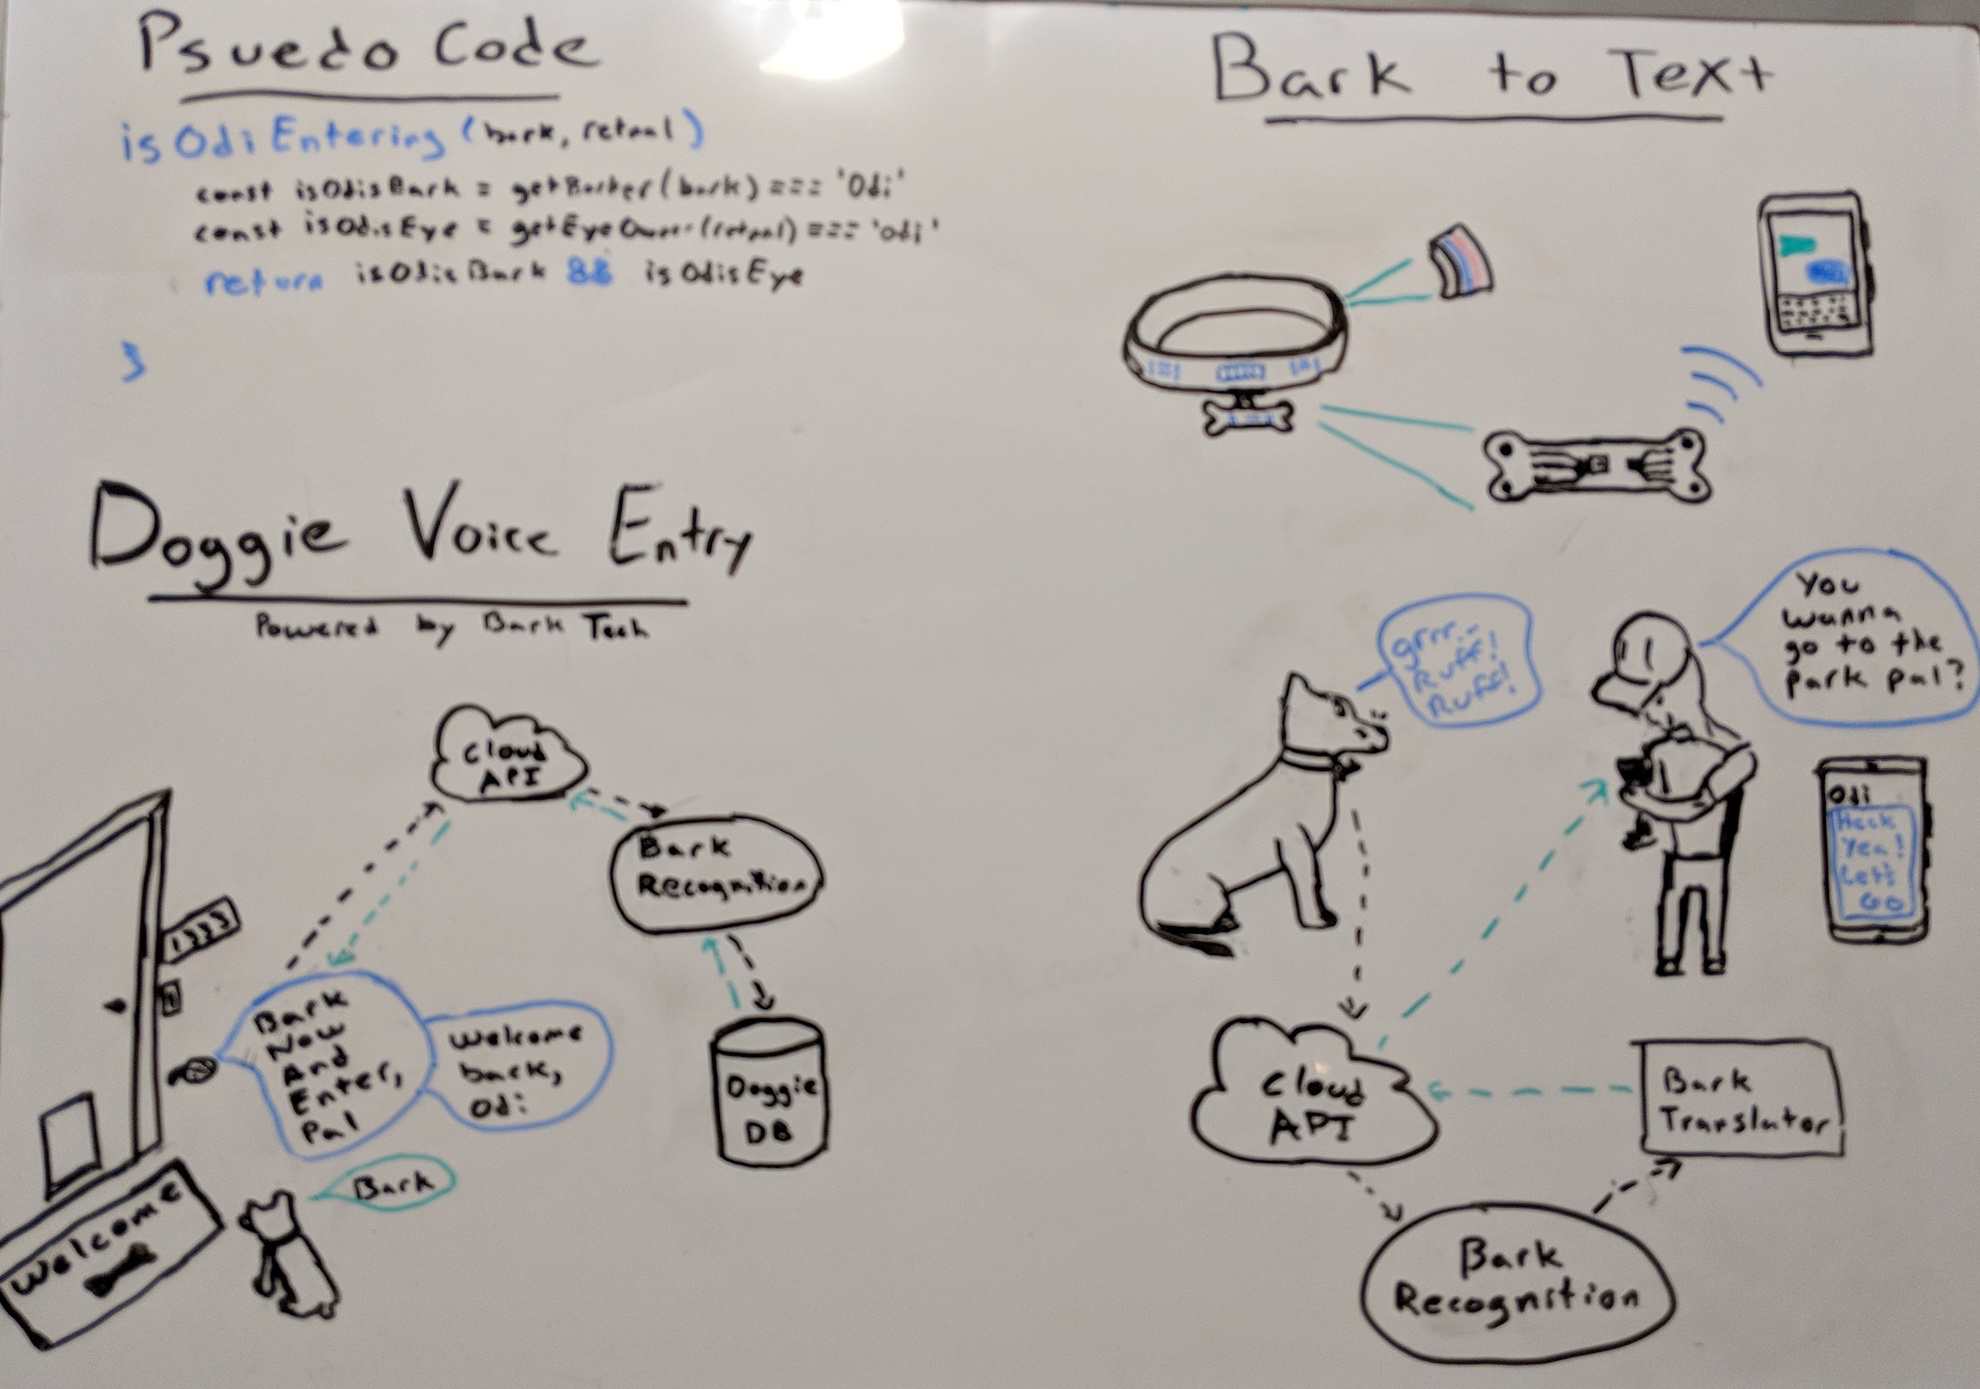 Psuedo Code
isOdiEntering (bark, retnal)
const isOdisBark = getBarker(bark) === 'Odi'
const isOdisEye = getEyeOwner(retnal) === 'odi'
return isOdisBark && isOdisEye
}
Doggie Voice Entry
Powered by Bark Tech
Cloud
API
Bark
Recognition
Doggie
DB
1333
Bark
Now
And
Enter,
Pal
Welcome
back,
Odi
Bark
Welcome
Bark to Text
grrr..
Ruff!
Ruff!
You
wanna
go to the
park pal?
Odi
Heck
Yea!
Let's
GO
Cloud
API
Bark
Translator
Bark
Recognition